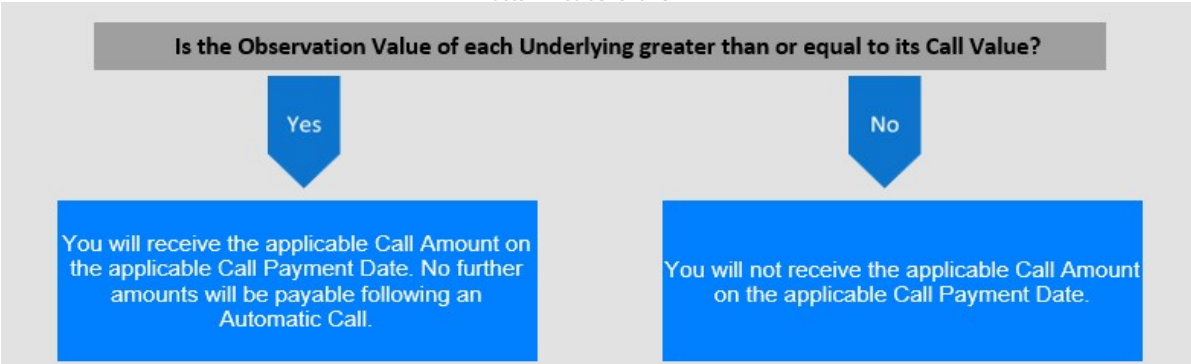 Is the Observation Value of each Underlying greater than or equal to its Call Value?
Yes
No
You will receive the applicable Call Amount on
the applicable Call Payment Date. No further
amounts will be payable following an
Automatic Call.
You will not receive the applicable Call Amount
on the applicable Call Payment Date.